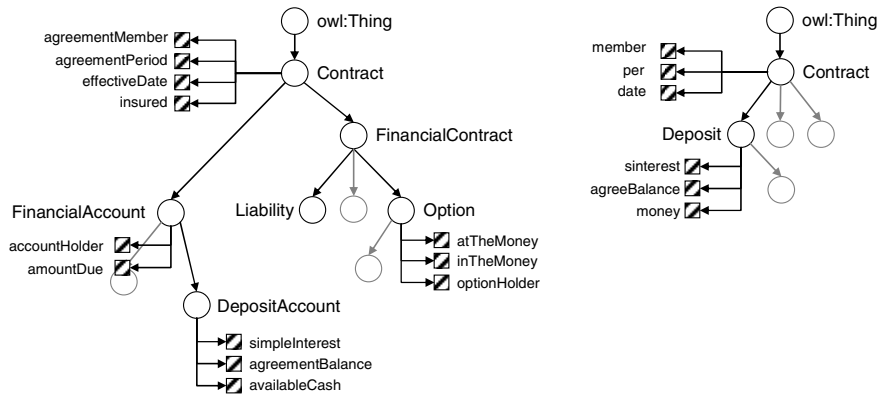 owl:Thing
agreementMember
agreementPeriod
effectiveDate
insured
Contract
FinancialContract
FinancialAccount
Liability
Option
accountHolder
amountDue
atTheMoney
inTheMoney
optionHolder
DepositAccount
simpleInterest
agreementBalance
availableCash
owl:Thing
member
per
date
Contract
Deposit
sinterest
agreeBalance
money